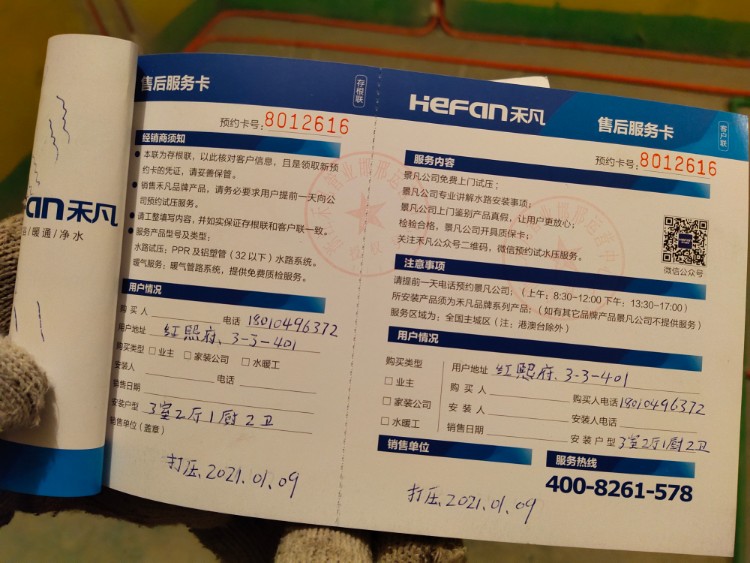 an禾凡
/暖通/净水
售后服务卡
存根联
预约卡号:8012616
经销商须知
● 本联为存根联，以此核对客户信息，且是领取新预
约卡的凭证，请妥善保管。
● 销售禾凡品牌产品，请务必要求用户提前一天向公
司预约试压服务。
● 请工整填写内容，并如实保证存根联和客户联一致。
● 服务产品型号及类型：
水路试压：PPR 及铝塑管（32 以下）水路系统。
暖气服务：暖气管路系统，提供免费质检服务。
用户情况
购 买 人 电话 18010496372
用户地址 红熙府、3-3-401
购买类型 □ 业主 □ 家装公司 □ 水暖工
安装人 电话
销售日期
安装户型 3室2厅1厨2卫
销售单位（盖章）
打压、2021.01.09
Hefan禾凡
售后服务卡
客户联
预约卡号:8012616
服务内容
景凡公司免费上门试压；
景凡公司专业讲解水路安装事项；
景凡公司上门鉴别产品真假，让用户更放心；
检验合格，景凡公司开具质保卡；
关注禾凡公众号二维码，微信预约试水压服务。
微信公众号
注意事项
请提前一天电话预约景凡公司：（上午：8:30-12:00 下午：13:30-17:00）
所安装产品须为禾凡品牌系列产品：（如有其它品牌产品景凡公司不提供服务）
服务区域为：全国主城区（注：港澳台除外）
用户情况
购买类型
□ 业主
□ 家装公司
□ 水暖工
用户地址 红熙府、3-3-401
购 买 人 购买人电话18010496372
安 装 人 安装人电话
销售日期 安装户型 3室2厅1厨2卫
销售单位
服务热线
400-8261-578
打压、2021.01.09